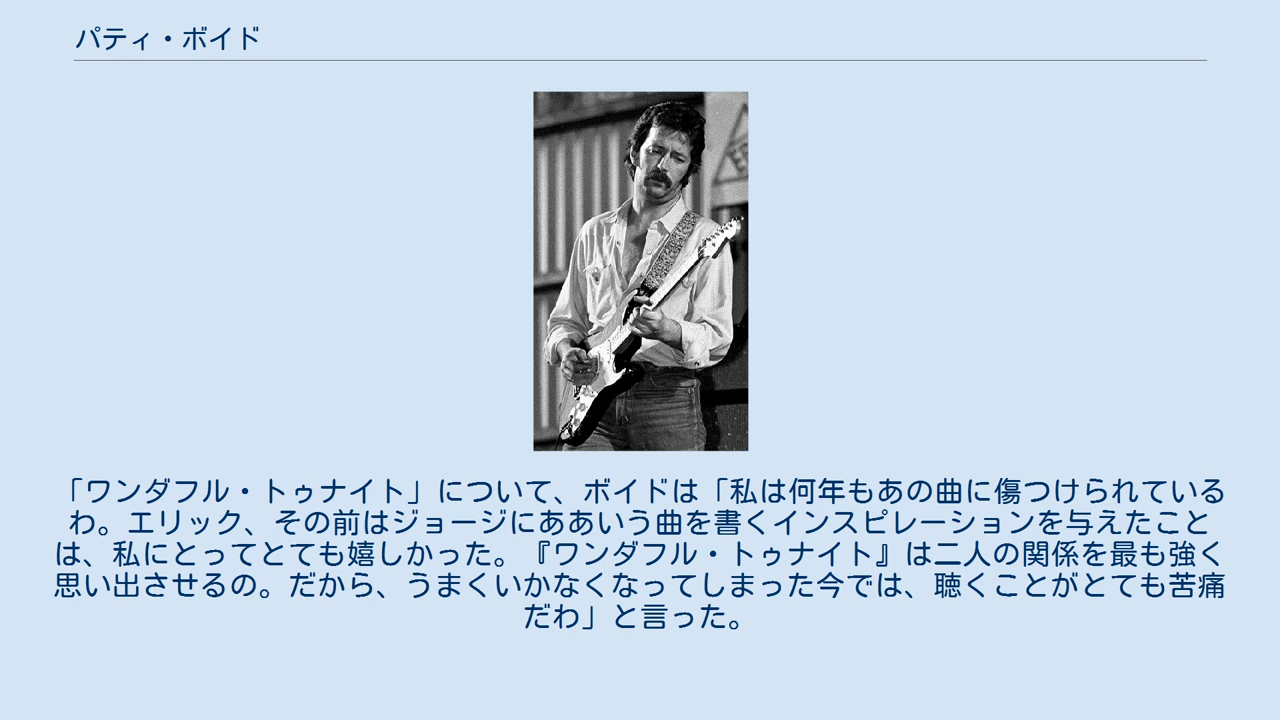 パティ・ボイド
「ワンダフル・トゥナイト」について、ボイドは「私は何年もあの曲に傷つけられている
わ。エリック、その前はジョージにああいう曲を書くインスピレーションを与えたこと
は、私にとってとても嬉しかった。『ワンダフル・トゥナイト』は二人の関係を最も強く
思い出させるの。だから、うまくいかなくなってしまった今では、聴くことがとても苦痛
だわ」と言った。